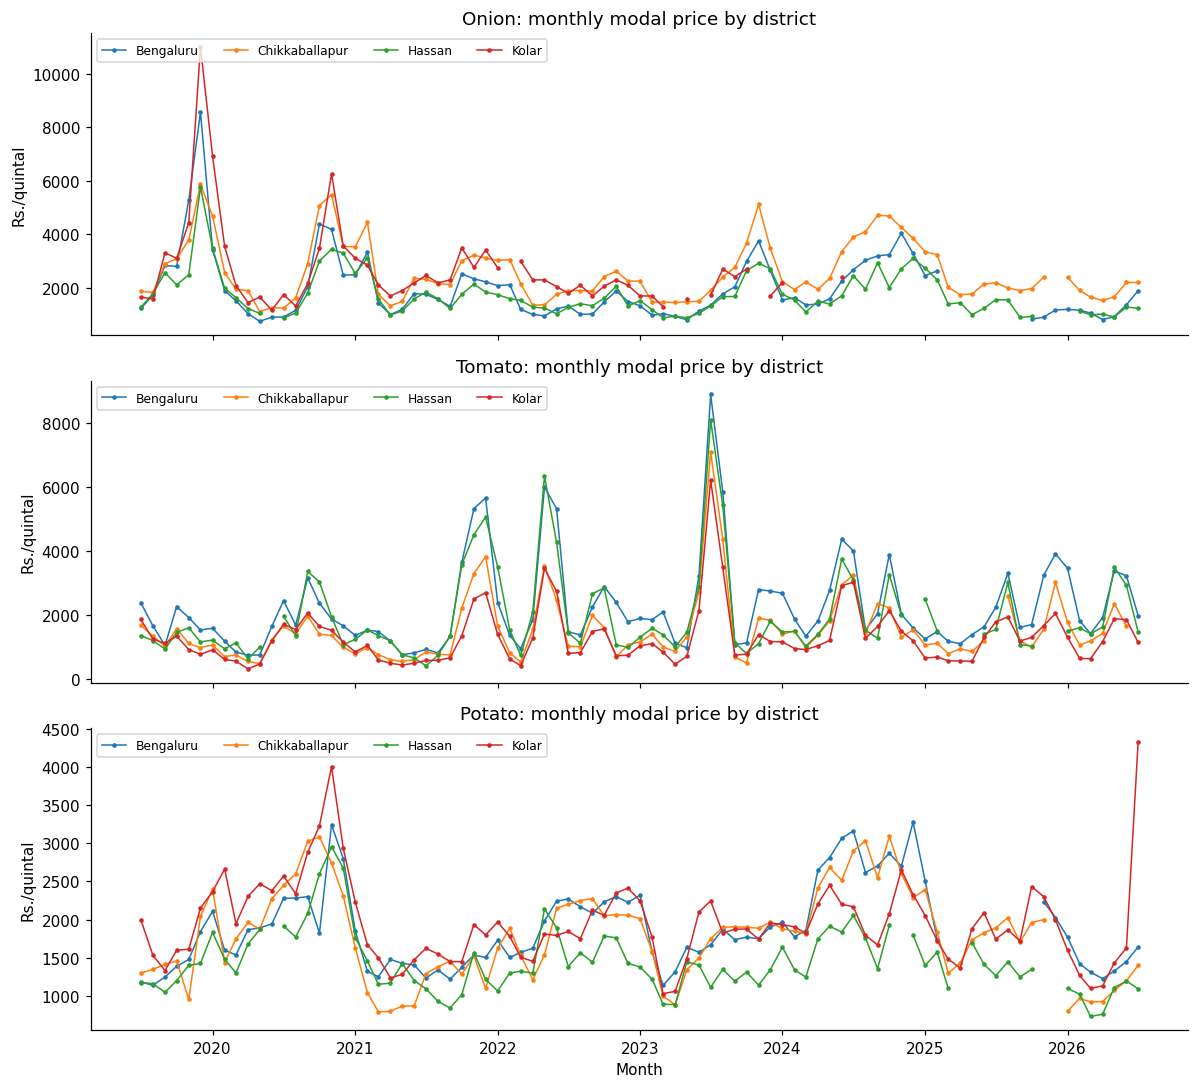 Onion: monthly modal price by district
Bengaluru Chikkaballapur Hassan Kolar
10000
8000
6000
4000
2000
Rs./quintal
Tomato: monthly modal price by district
Bengaluru Chikkaballapur Hassan Kolar
8000
6000
4000
2000
0
Rs./quintal
Potato: monthly modal price by district
Bengaluru Chikkaballapur Hassan Kolar
4500
4000
3500
3000
2500
2000
1500
1000
Rs./quintal
2020 2021 2022 2023 2024 2025 2026
Month